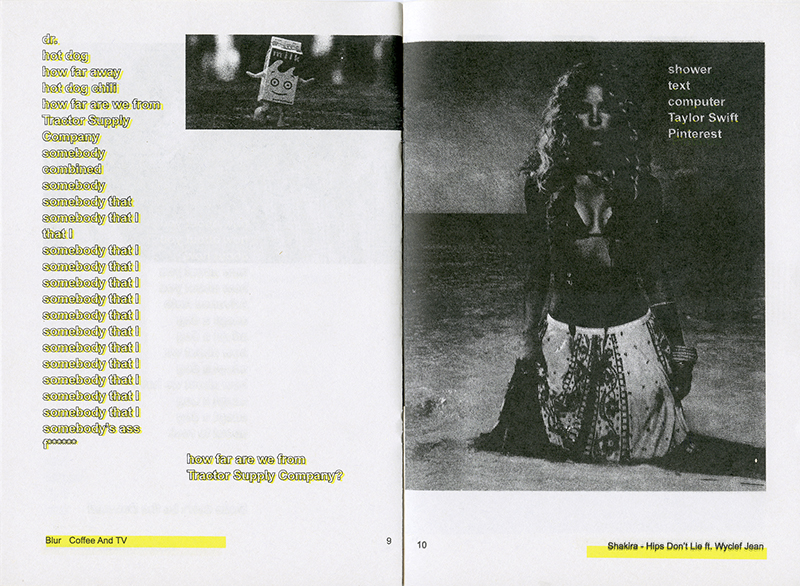 dr.
hot dog
how far away
hot dog chili
how far are we from
Tractor Supply
Company
somebody
combined
somebody
somebody that
somebody that I
that I
somebody that I
somebody that I
somebody that I
somebody that I
somebody that I
somebody that I
somebody that I
somebody that I
somebody that I
somebody that I
somebody that I
somebody's ass
f******
how far are we from
Tractor Supply Company?
milk
Blur Coffee And TV
9
shower
text
computer
Taylor Swift
Pinterest
10
Shakira - Hips Don't Lie ft. Wyclef Jean